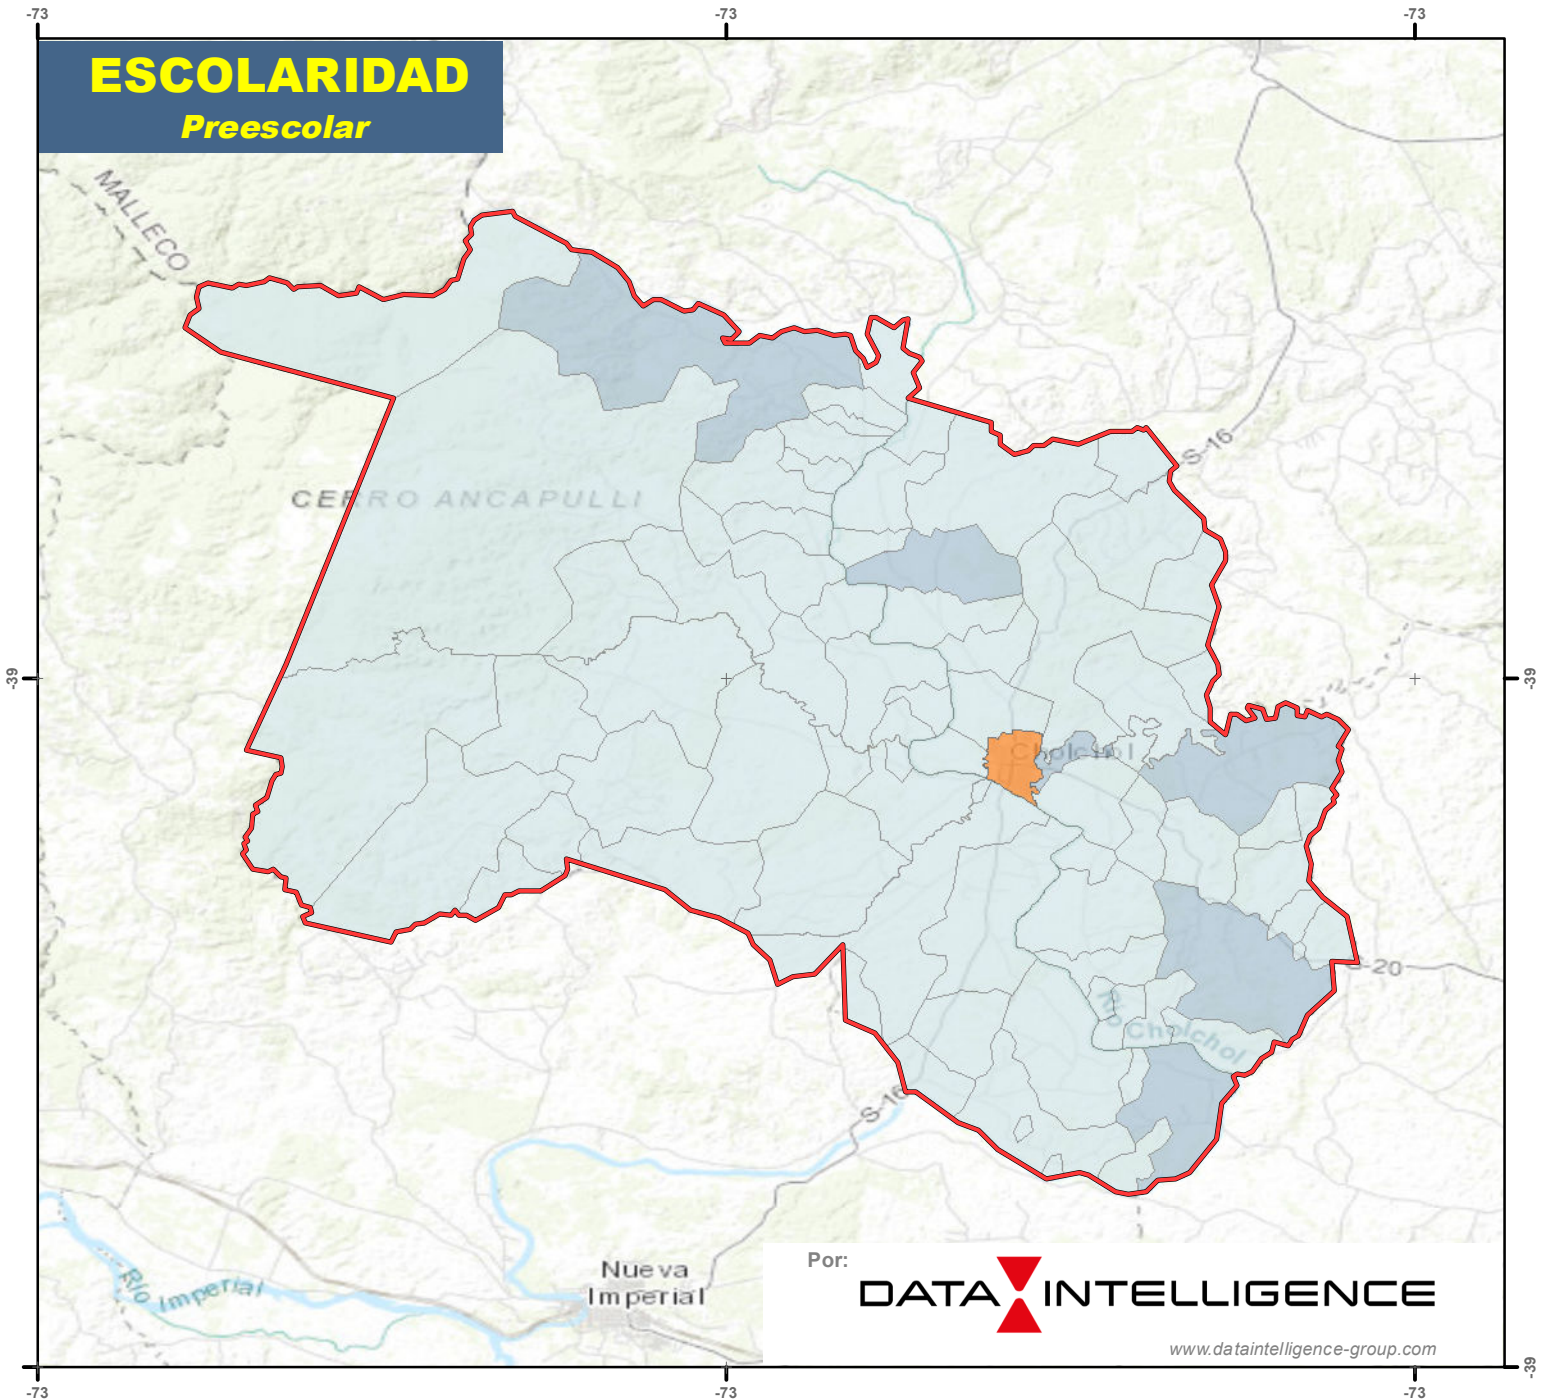 -73 -73 -73
ESCOLARIDAD
Preescolar
MALLECO
S-16
CERRO ANCAPULLI
-39 -39
Cholchol
S-20
Río Cholchol
S-16
Nueva
Imperial
Río Imperial
Por:
DATA INTELLIGENCE
www.dataintelligence-group.com
-39
-73 -73 -73